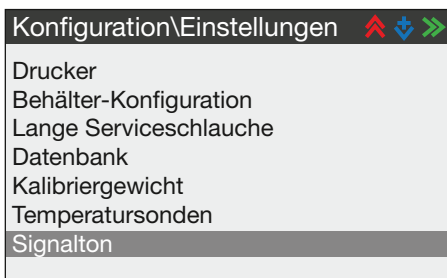 Konfiguration\Einstellungen
Drucker
Behälter-Konfiguration
Lange Serviceschlauche
Datenbank
Kalibriergewicht
Temperatursonden
Signalton